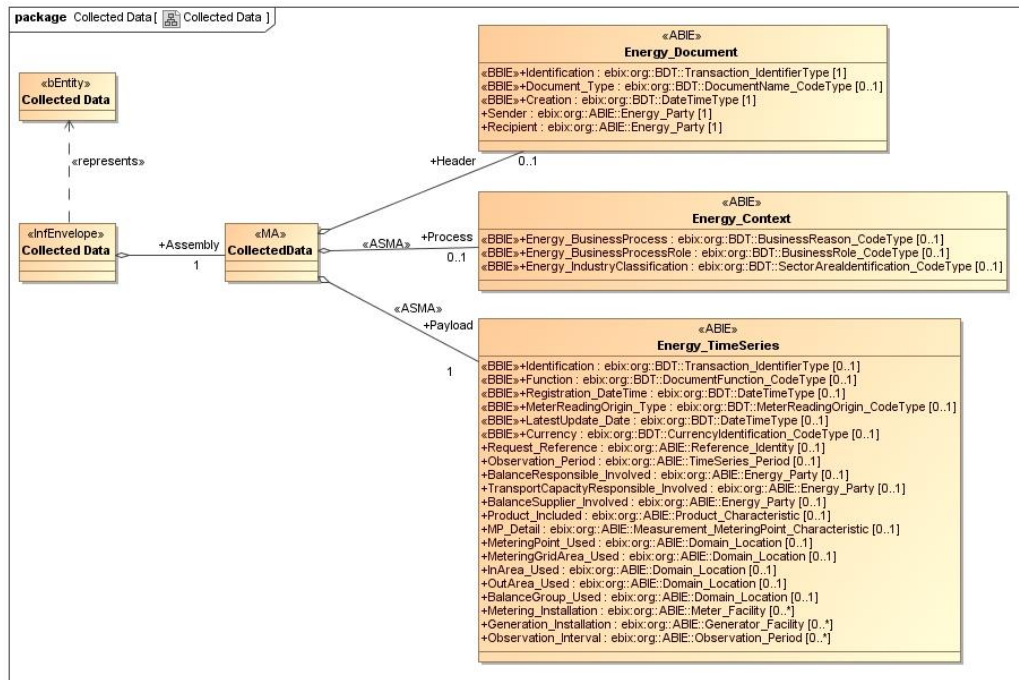 package Collected Data [ Collected Data ]
«bEntity»
Collected Data
«represents»
«InfEnvelope»
Collected Data
+Assembly
1
«MA»
CollectedData
+Header
0..1
«ASMA»
+Process
0..1
«ASMA»
+Payload
1
«ABIE»
Energy_Document
«BBIE»+Identification : ebix:org::BDT::Transaction_IdentifierType [1]
«BBIE»+Document_Type : ebix:org::BDT::DocumentName_CodeType [0..1]
«BBIE»+Creation : ebix:org::BDT::DateTimeType [1]
+Sender : ebix:org::ABIE::Energy_Party [1]
+Recipient : ebix:org::ABIE::Energy_Party [1]
«ABIE»
Energy_Context
«BBIE»+Energy_BusinessProcess : ebix:org::BDT::BusinessReason_CodeType [0..1]
«BBIE»+Energy_BusinessProcessRole : ebix:org::BDT::BusinessRole_CodeType [0..1]
«BBIE»+Energy_IndustryClassification : ebix:org::BDT::SectorAreaIdentification_CodeType [0..1]
«ABIE»
Energy_TimeSeries
«BBIE»+Identification : ebix:org::BDT::Transaction_IdentifierType [0..1]
«BBIE»+Function : ebix:org::BDT::DocumentFunction_CodeType [0..1]
«BBIE»+Registration_DateTime : ebix:org::BDT::DateTimeType [0..1]
«BBIE»+MeterReadingOrigin_Type : ebix:org::BDT::MeterReadingOrigin_CodeType [0..1]
«BBIE»+LatestUpdate_Date : ebix:org::BDT::DateTimeType [0..1]
«BBIE»+Currency : ebix:org::BDT::CurrencyIdentification_CodeType [0..1]
+Request_Reference : ebix:org::ABIE::Reference_Identity [0..1]
+Observation_Period : ebix:org::ABIE::TimeSeries_Period [0..1]
+BalanceResponsible_Involved : ebix:org::ABIE::Energy_Party [0..1]
+TransportCapacityResponsible_Involved : ebix:org::ABIE::Energy_Party [0..1]
+BalanceSupplier_Involved : ebix:org::ABIE::Energy_Party [0..1]
+Product_Included : ebix:org::ABIE::Product_Characteristic [0..1]
+MP_Detail : ebix:org::ABIE::Measurement_MeteringPoint_Characteristic [0..1]
+MeteringPoint_Used : ebix:org::ABIE::Domain_Location [0..1]
+MeteringGridArea_Used : ebix:org::ABIE::Domain_Location [0..1]
+InArea_Used : ebix:org::ABIE::Domain_Location [0..1]
+OutArea_Used : ebix:org::ABIE::Domain_Location [0..1]
+BalanceGroup_Used : ebix:org::ABIE::Domain_Location [0..1]
+Metering_Installation : ebix:org::ABIE::Meter_Facility [0..*]
+Generation_Installation : ebix:org::ABIE::Generator_Facility [0..*]
+Observation_Interval : ebix:org::ABIE::Observation_Period [0..*]